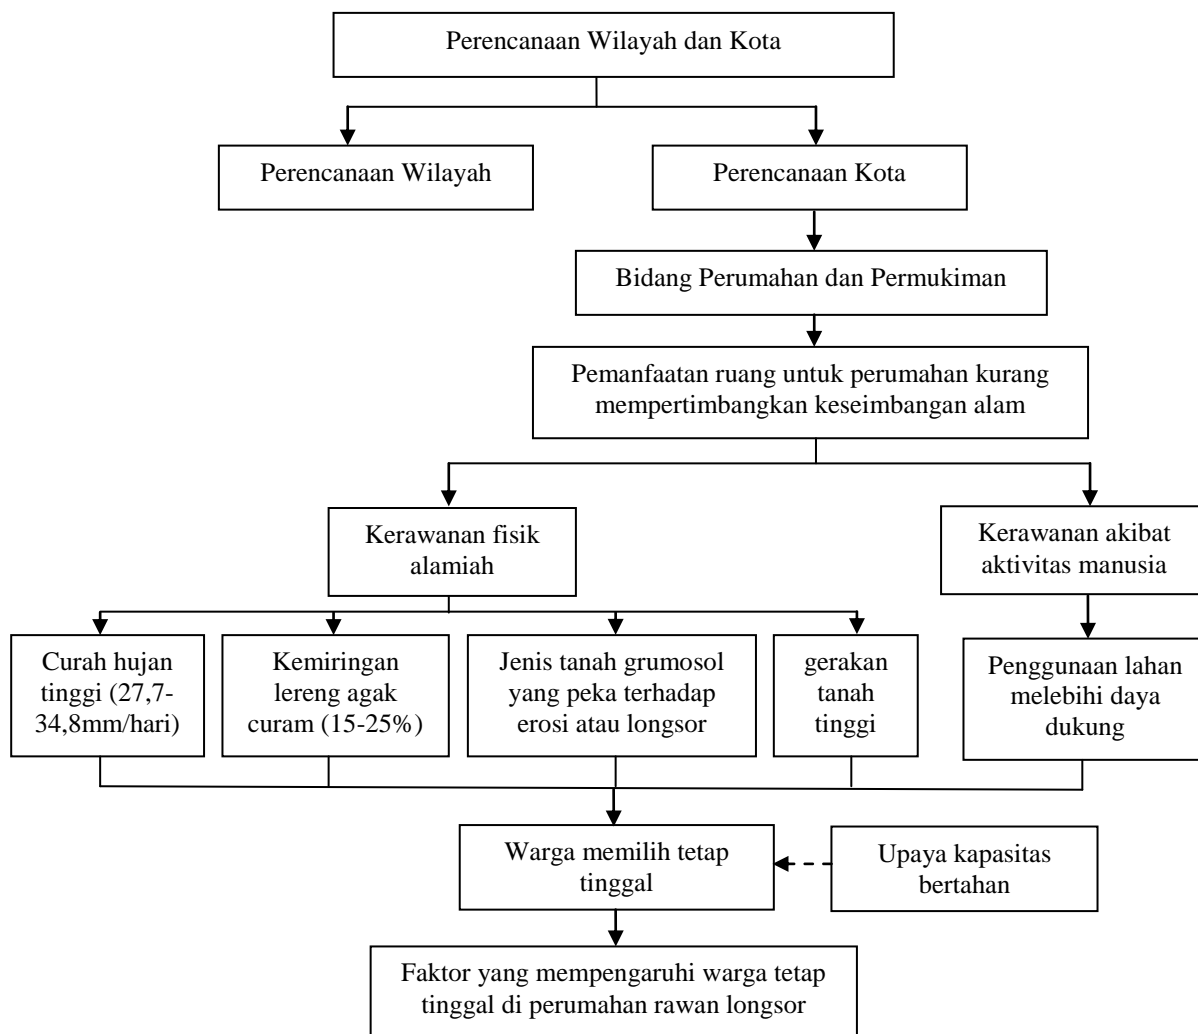 Perencanaan Wilayah dan Kota
Perencanaan Wilayah
Perencanaan Kota
Bidang Perumahan dan Permukiman
Pemanfaatan ruang untuk perumahan kurang
mempertimbangkan keseimbangan alam
Kerawanan fisik
alamiah
Kerawanan akibat
aktivitas manusia
Curah hujan
tinggi (27,7-
34,8mm/hari)
Kemiringan
lereng agak
curam (15-25%)
Jenis tanah grumosol
yang peka terhadap
erosi atau longsor
gerakan
tanah
tinggi
Penggunaan lahan
melebihi daya
dukung
Warga memilih tetap
tinggal
Upaya kapasitas
bertahan
Faktor yang mempengaruhi warga tetap
tinggal di perumahan rawan longsor